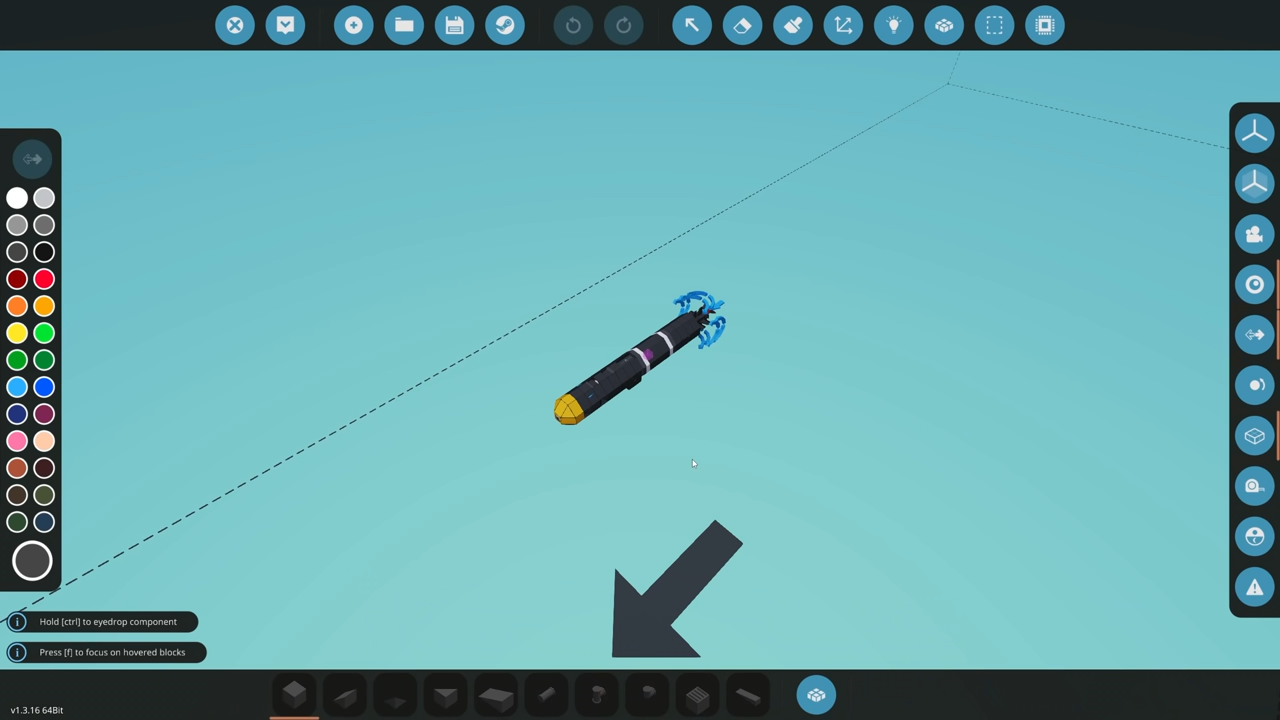 Hold [ctrl] to eyedrop component
Press [f] to focus on hovered blocks
v1.3.16 64Bit